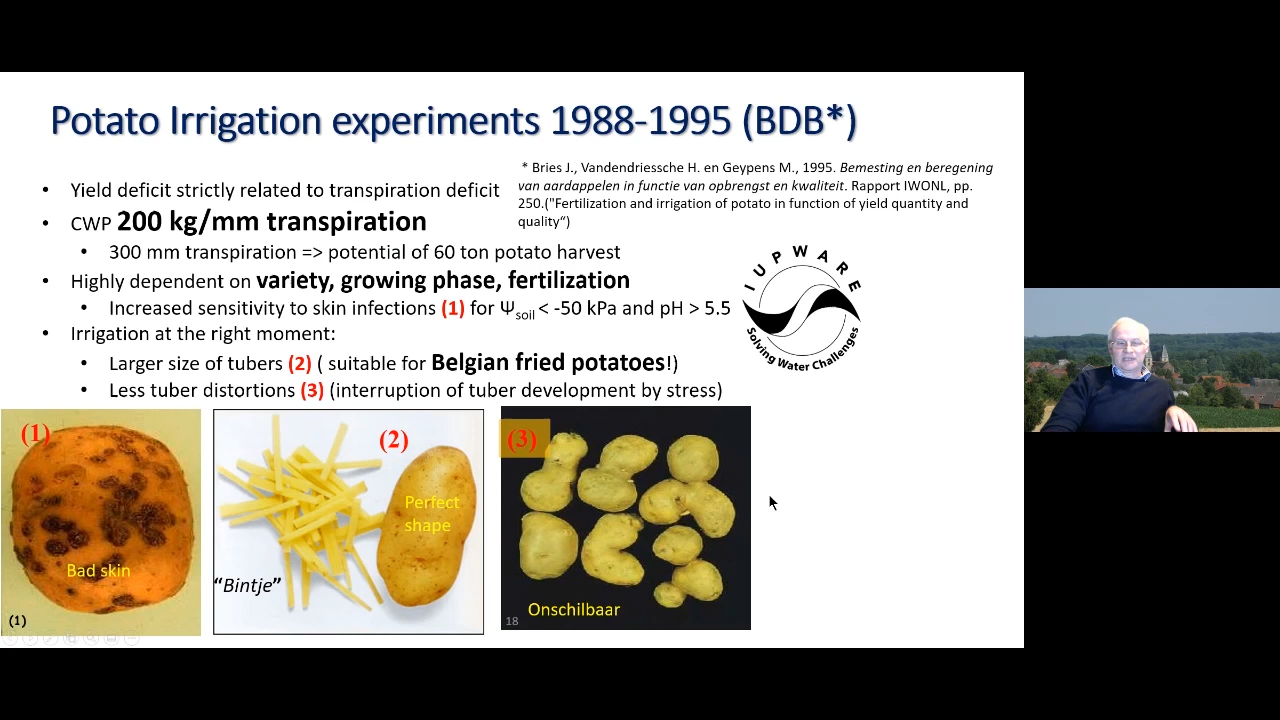 Potato Irrigation experiments 1988-1995 (BDB*)
* Bries J., Vandendriessche H. en Geypens M., 1995. Bemesting en beregening
van aardappelen in functie van opbrengst en kwaliteit. Rapport IWONL, pp.
250.("Fertilization and irrigation of potato in function of yield quantity and
quality“)
• Yield deficit strictly related to transpiration deficit
• CWP 200 kg/mm transpiration
• 300 mm transpiration => potential of 60 ton potato harvest
• Highly dependent on variety, growing phase, fertilization
• Increased sensitivity to skin infections (1) for Ψsoil < -50 kPa and pH > 5.5
• Irrigation at the right moment:
• Larger size of tubers (2) ( suitable for Belgian fried potatoes!)
• Less tuber distortions (3) (interruption of tuber development by stress)
IUPWARE
Solving Water Challenges
(1)
Bad skin
(1)
(2)
Perfect
shape
“Bintje”
(3)
Onschilbaar
18